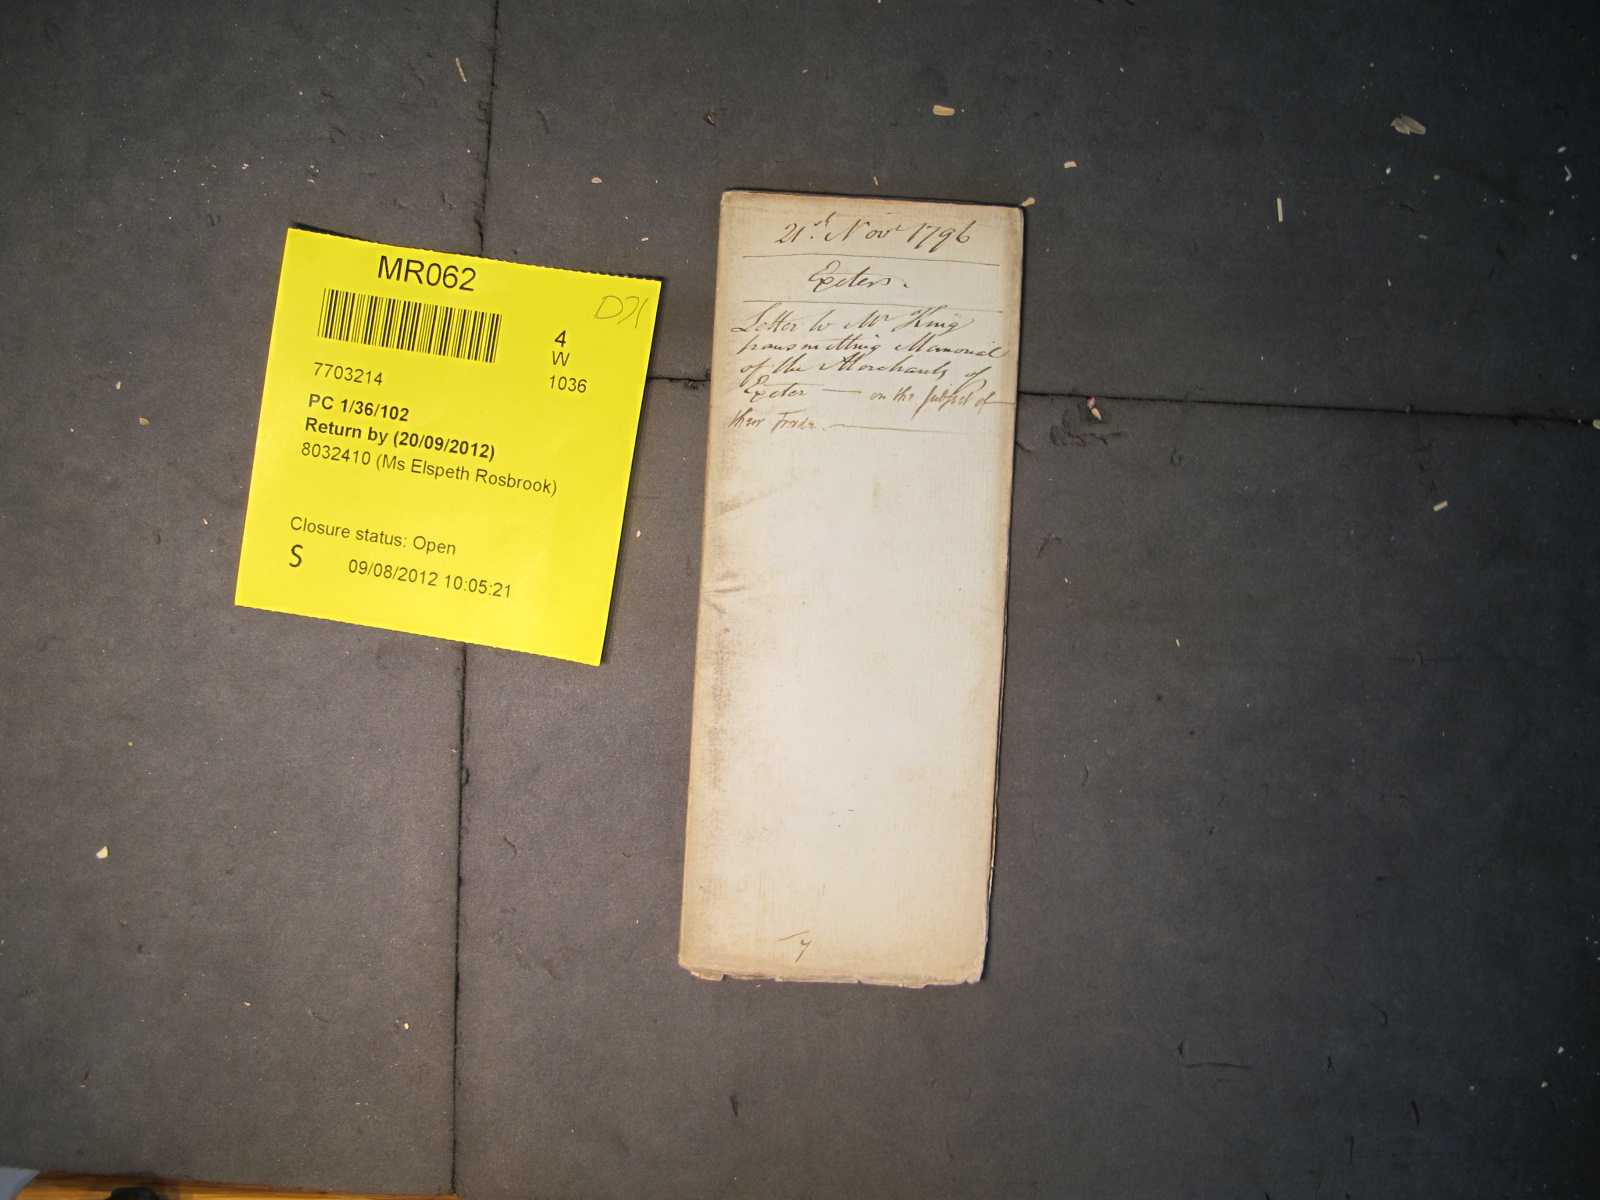 MR062
D71
4
W
1036
7703214
PC 1/36/102
Return by (20/09/2012)
8032410 (Ms Elspeth Rosbrook)
Closure status: Open
S 09/08/2012 10:05:21
21st Novr 1796
Exeter.
Letter to Mr King
transmitting Memorial
of the Merchants of
Exeter — on the subject of
their Trade. —